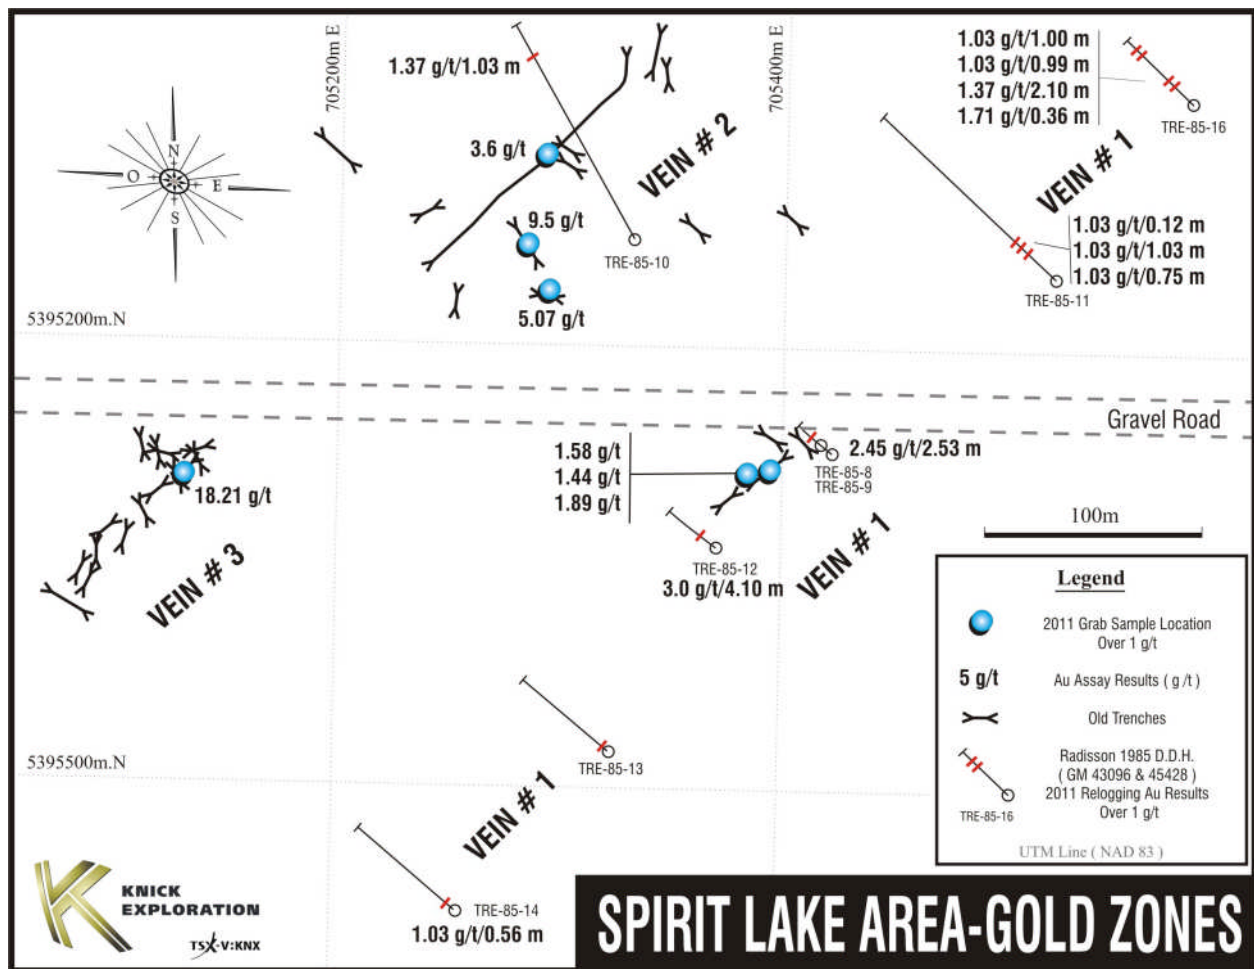 705200m E
705400m E
1.37 g/t/1.03 m
1.03 g/t/1.00 m
1.03 g/t/0.99 m
1.37 g/t/2.10 m
1.71 g/t/0.36 m
TRE-85-16
N
O
E
S
3.6 g/t
VEIN # 2
VEIN # 1
9.5 g/t
TRE-85-10
1.03 g/t/0.12 m
1.03 g/t/1.03 m
1.03 g/t/0.75 m
TRE-85-11
5.07 g/t
5395200m.N
Gravel Road
1.58 g/t
1.44 g/t
1.89 g/t
2.45 g/t/2.53 m
TRE-85-8
TRE-85-9
18.21 g/t
VEIN # 3
TRE-85-12
3.0 g/t/4.10 m
VEIN # 1
100m
Legend
2011 Grab Sample Location
Over 1 g/t
5 g/t
Au Assay Results ( g /t )
Old Trenches
Radisson 1985 D.D.H.
( GM 43096 & 45428 )
2011 Relogging Au Results
Over 1 g/t
TRE-85-16
UTM Line ( NAD 83 )
5395500m.N
TRE-85-13
VEIN # 1
TRE-85-14
1.03 g/t/0.56 m
KNICK
EXPLORATION
TSX-V:KNX
SPIRIT LAKE AREA-GOLD ZONES